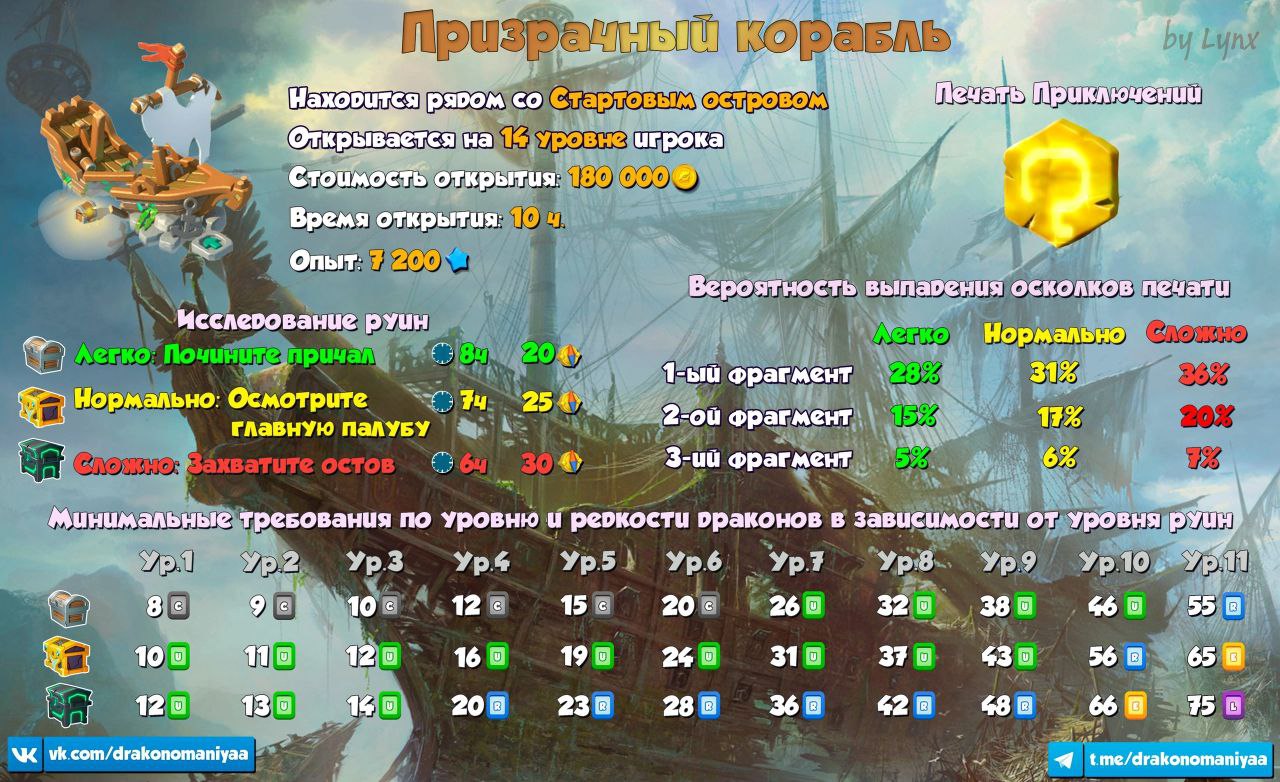 Призрачный корабль
by Lynx
Находится рядом со Стартовым островом
Открывается на 14 уровне игрока
Стоимость открытия: 180 000
Время открытия: 10 ч.
Опыт: 7 200
Печать Приключений
Исследование руин
Легко: Почините причал 8ч 20
Нормально: Осмотрите 7ч 25
главную палубу
Сложно: Захватите остов 6ч 30
Вероятность выпадения осколков печати
Легко Нормально Сложно
1-ый фрагмент 28% 31% 36%
2-ой фрагмент 15% 17% 20%
3-ий фрагмент 5% 6% 7%
Минимальные требования по уровню и редкости драконов в зависимости от уровня руин
Ур.1 Ур.2 Ур.3 Ур.4 Ур.5 Ур.6 Ур.7 Ур.8 Ур.9 Ур.10 Ур.11
8 C 9 C 10 C 12 C 15 C 20 C 26 U 32 U 38 U 46 U 55 R
10 U 11 U 12 U 16 U 19 U 24 U 31 U 37 U 43 U 56 R 65 E
12 U 13 U 14 U 20 R 23 R 28 R 36 R 42 R 48 R 66 E 75 L
vk.com/drakonomaniyaa
t.me/drakonomaniyaa